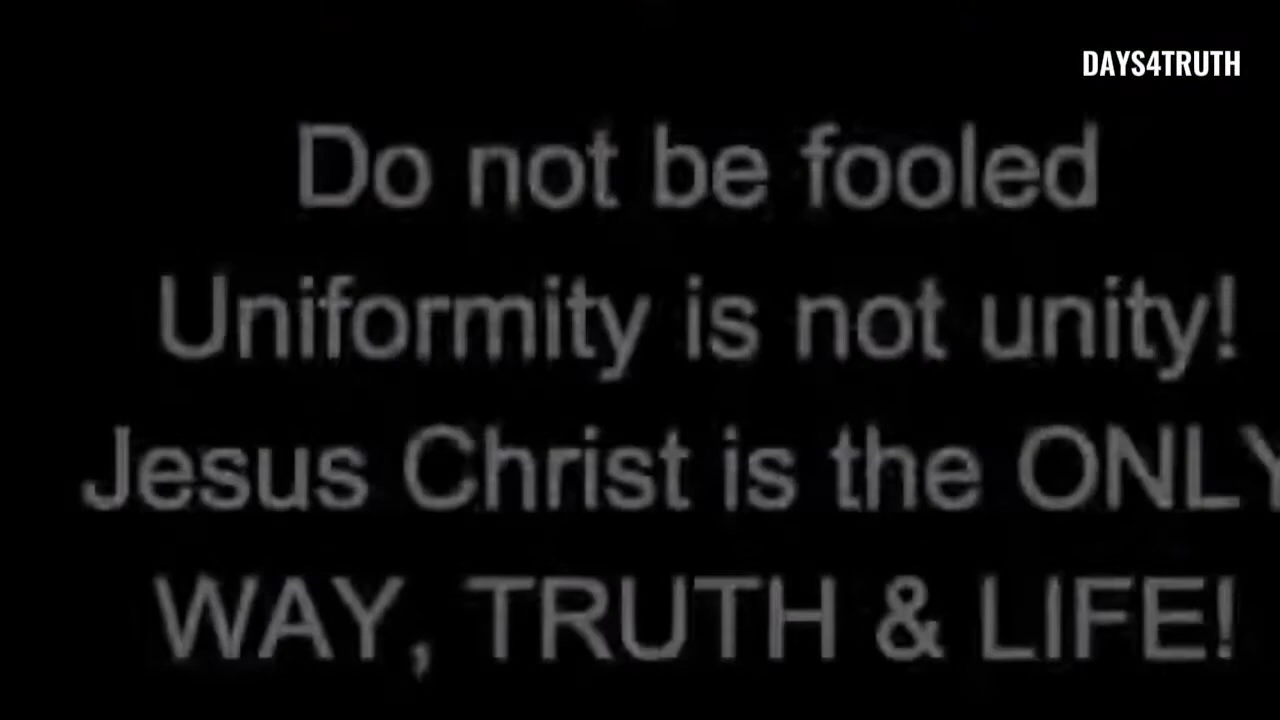 DAYS4TRUTH
Do not be fooled
Uniformity is not unity!
Jesus Christ is the ONLY
WAY, TRUTH & LIFE!